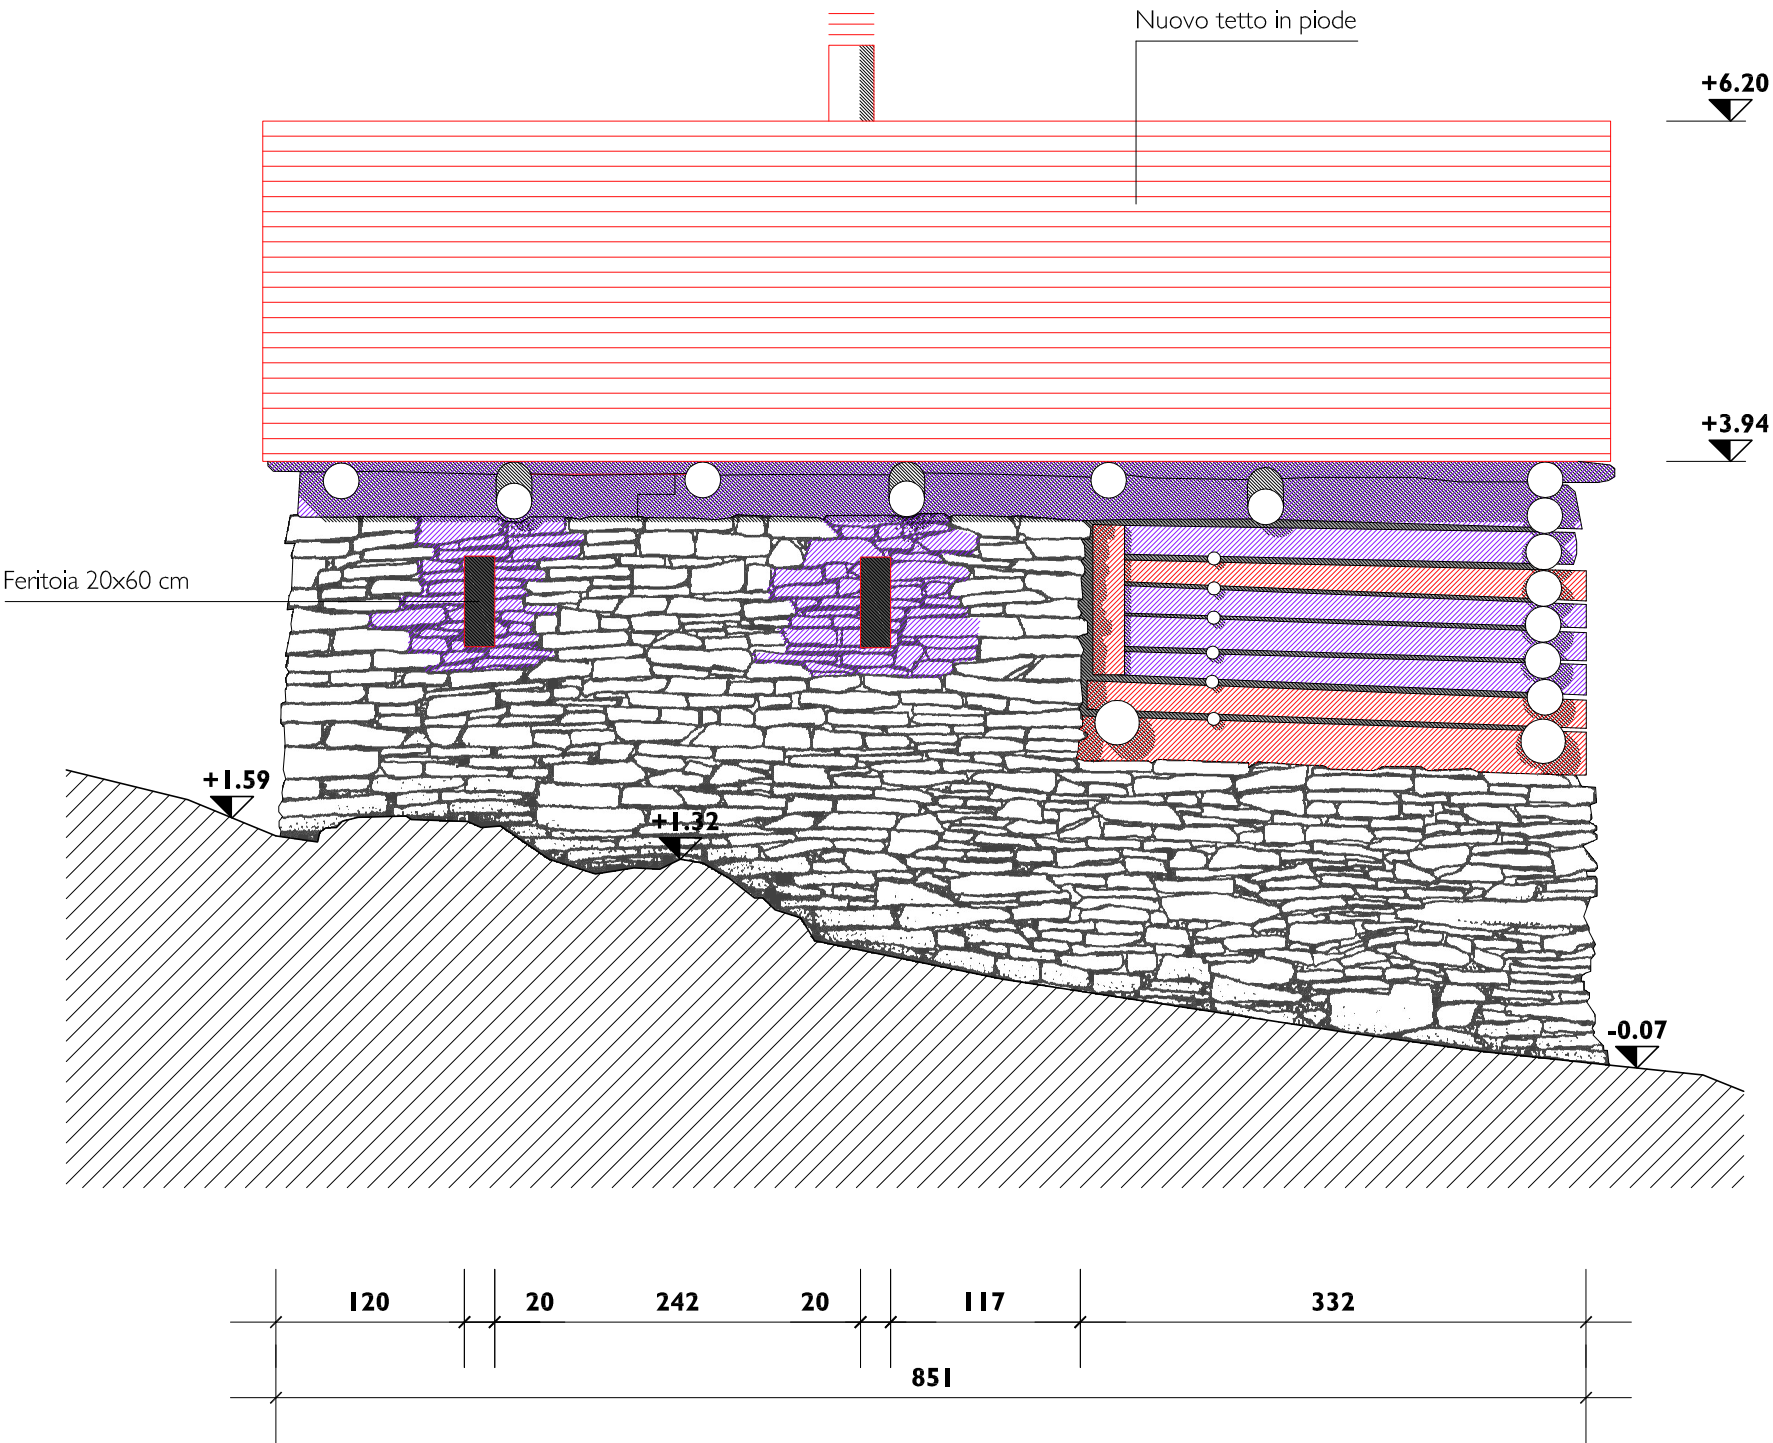 Nuovo tetto in piode
+6.20
+3.94
Feritoia 20x60 cm
+1.59
+1.32
-0.07
120 20 242 20 117 332
851